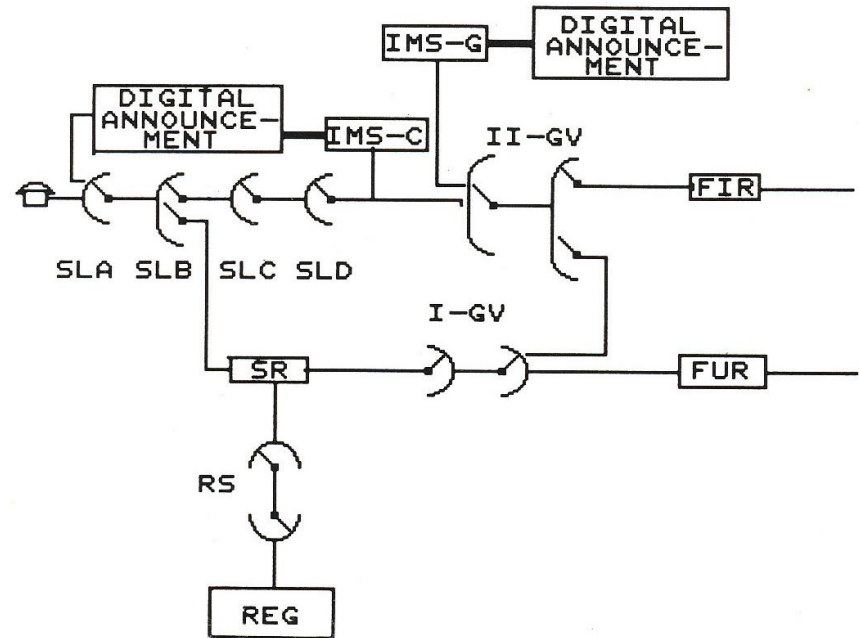 IMS-G
DIGITAL
ANNOUNCE-
MENT
DIGITAL
ANNOUNCE-
MENT
IMS-C
II-GV
FIR
SLA SLB SLC SLD
I-GV
SR
FUR
RS
REG